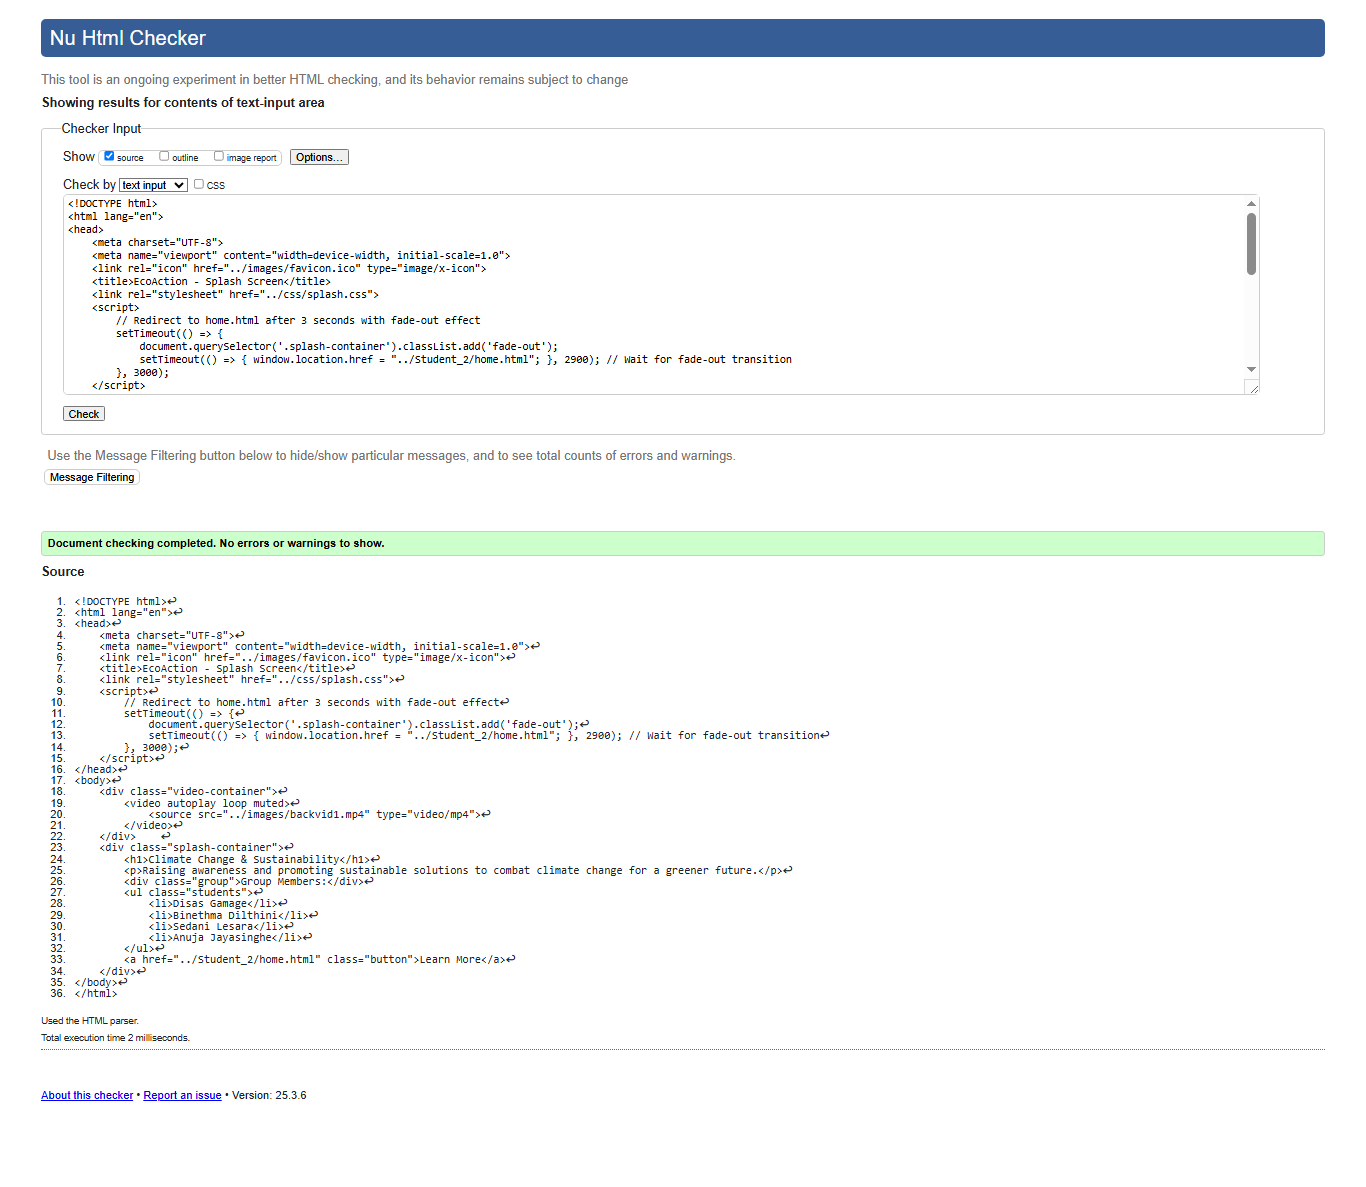 Nu Html Checker
This tool is an ongoing experiment in better HTML checking, and its behavior remains subject to change
Showing results for contents of text-input area
Checker Input
Show source outline image report Options...
Check by text input CSS
<!DOCTYPE html>
<html lang="en">
<head>
    <meta charset="UTF-8">
    <meta name="viewport" content="width=device-width, initial-scale=1.0">
    <link rel="icon" href="../images/favicon.ico" type="image/x-icon">
    <title>EcoAction - Splash Screen</title>
    <link rel="stylesheet" href="../css/splash.css">
    <script>
        // Redirect to home.html after 3 seconds with fade-out effect
        setTimeout(() => {
            document.querySelector('.splash-container').classList.add('fade-out');
            setTimeout(() => { window.location.href = "../Student_2/home.html"; }, 2900); // Wait for fade-out transition
        }, 3000);
    </script>
Check
Use the Message Filtering button below to hide/show particular messages, and to see total counts of errors and warnings.
Message Filtering
Document checking completed. No errors or warnings to show.
Source
1. <!DOCTYPE html>↩
2. <html lang="en">↩
3. <head>↩
4.     <meta charset="UTF-8">↩
5.     <meta name="viewport" content="width=device-width, initial-scale=1.0">↩
6.     <link rel="icon" href="../images/favicon.ico" type="image/x-icon">↩
7.     <title>EcoAction - Splash Screen</title>↩
8.     <link rel="stylesheet" href="../css/splash.css">↩
9.     <script>↩
10.         // Redirect to home.html after 3 seconds with fade-out effect↩
11.         setTimeout(() => {↩
12.             document.querySelector('.splash-container').classList.add('fade-out');↩
13.             setTimeout(() => { window.location.href = "../Student_2/home.html"; }, 2900); // Wait for fade-out transition↩
14.         }, 3000);↩
15.     </script>↩
16. </head>↩
17. <body>↩
18.     <div class="video-container">↩
19.         <video autoplay loop muted>↩
20.             <source src="../images/backvid1.mp4" type="video/mp4">↩
21.         </video>↩
22.     </div>    ↩
23.     <div class="splash-container">↩
24.         <h1>Climate Change & Sustainability</h1>↩
25.         <p>Raising awareness and promoting sustainable solutions to combat climate change for a greener future.</p>↩
26.         <div class="group">Group Members:</div>↩
27.         <ul class="students">↩
28.             <li>Disas Gamage</li>↩
29.             <li>Binethma Dilthini</li>↩
30.             <li>Sedani Lesara</li>↩
31.             <li>Anuja Jayasinghe</li>↩
32.         </ul>↩
33.         <a href="../Student_2/home.html" class="button">Learn More</a>↩
34.     </div>↩
35. </body>↩
36. </html>
Used the HTML parser.
Total execution time 2 milliseconds.
About this checker • Report an issue • Version: 25.3.6